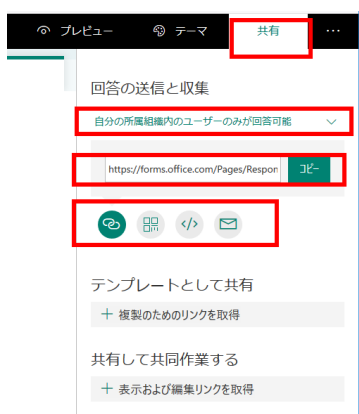 プレビュー テーマ 共有 ...
回答の送信と収集
自分の所属組織内のユーザーのみが回答可能
https://forms.office.com/Pages/Respon コピー
</>
テンプレートとして共有
+ 複製のためのリンクを取得
共有して共同作業する
+ 表示および編集リンクを取得